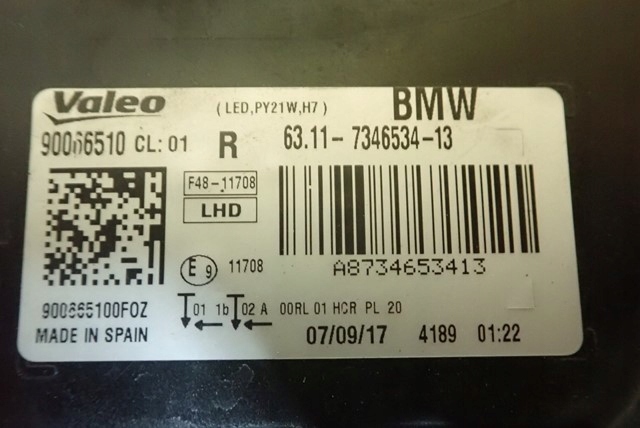 Valeo (LED,PY21W,H7) BMW
90066510 CL: 01 R 63.11- 7346534-13
F48-11708
LHD
E 9 11708
A8734653413
900665100F0Z 01 1b 02 A 00RL 01 HCR PL 20
MADE IN SPAIN 07/09/17 4189 01:22